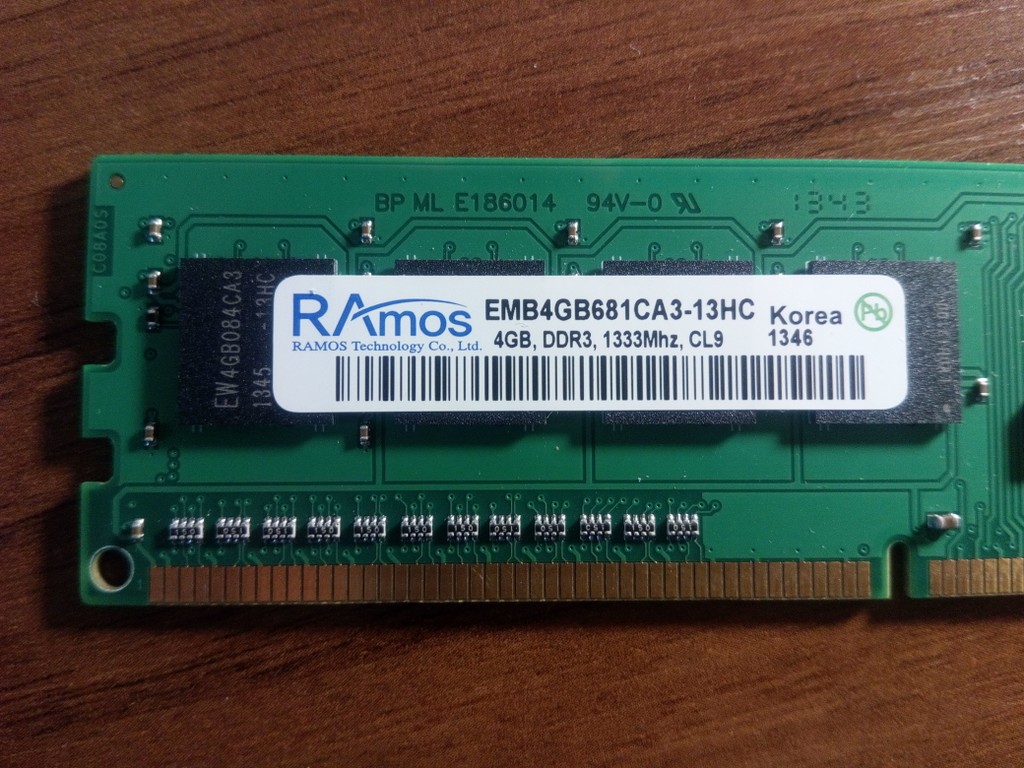 BP ML E186014 94V-0 1343
C08A0S
EW4GB084CA3
1345 -13HC
RAmos
RAMOS Technology Co., Ltd.
EMB4GB681CA3-13HC
4GB, DDR3, 1333Mhz, CL9
Korea
1346
Pb